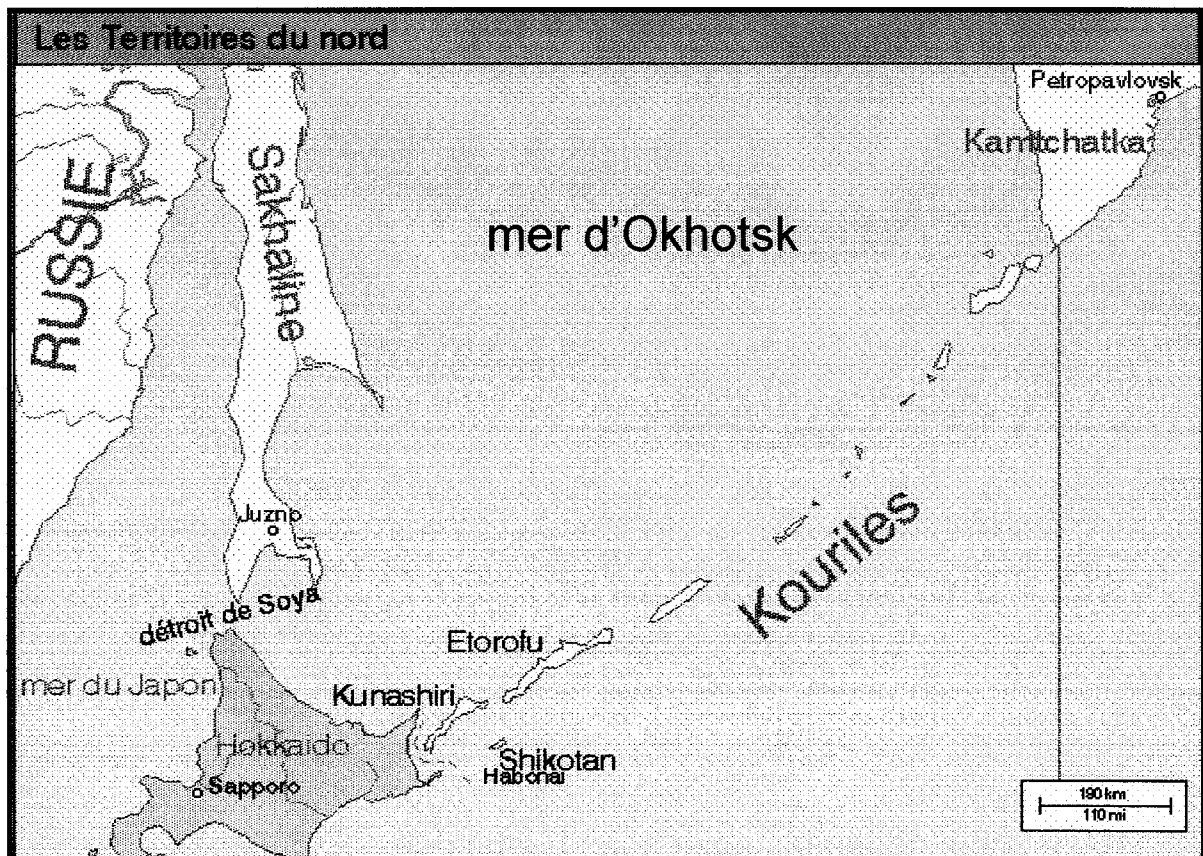 Les Territoires du nord
Petropavlovsk
Kamtchatka
RUSSIE
Sakhaline
mer d'Okhotsk
Juzno
Kouriles
détroit de Soya
Etorofu
mer du Japon
Kunashiri
Hokkaido
Shikotan
Habonai
Sapporo
190 km
110 mi